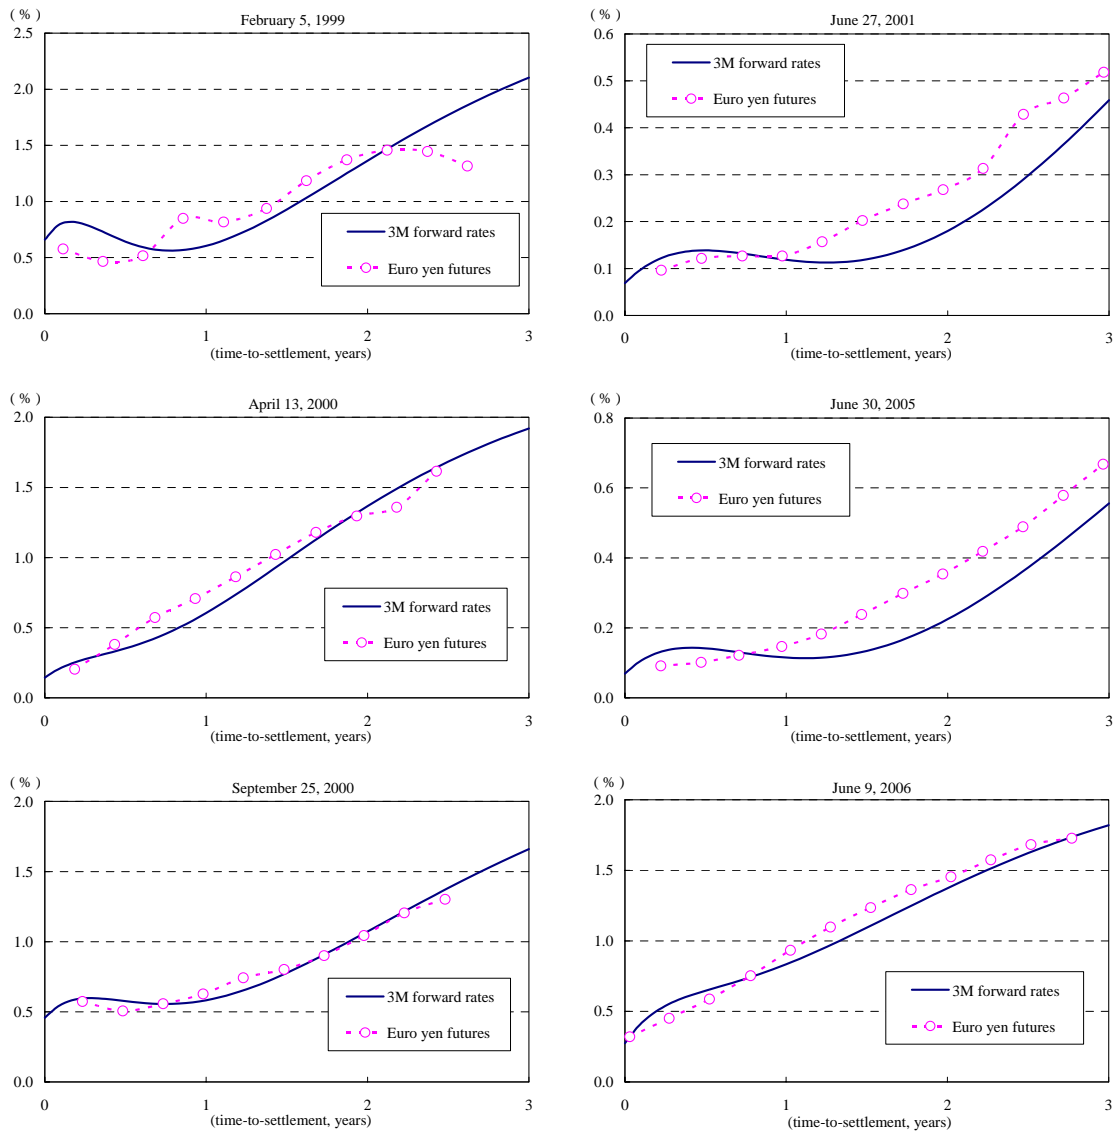 ( % )
February 5, 1999
2.5
2.0
1.5
1.0
0.5
0.0
3M forward rates
Euro yen futures
0 1 2 3
(time-to-settlement, years)
( % )
June 27, 2001
0.6
0.5
0.4
0.3
0.2
0.1
0.0
3M forward rates
Euro yen futures
0 1 2 3
(time-to-settlement, years)
( % )
April 13, 2000
2.0
1.5
1.0
0.5
0.0
3M forward rates
Euro yen futures
0 1 2 3
(time-to-settlement, years)
( % )
June 30, 2005
0.8
0.6
0.4
0.2
0.0
3M forward rates
Euro yen futures
0 1 2 3
(time-to-settlement, years)
( % )
September 25, 2000
2.0
1.5
1.0
0.5
0.0
3M forward rates
Euro yen futures
0 1 2 3
(time-to-settlement, years)
( % )
June 9, 2006
2.0
1.5
1.0
0.5
0.0
3M forward rates
Euro yen futures
0 1 2 3
(time-to-settlement, years)